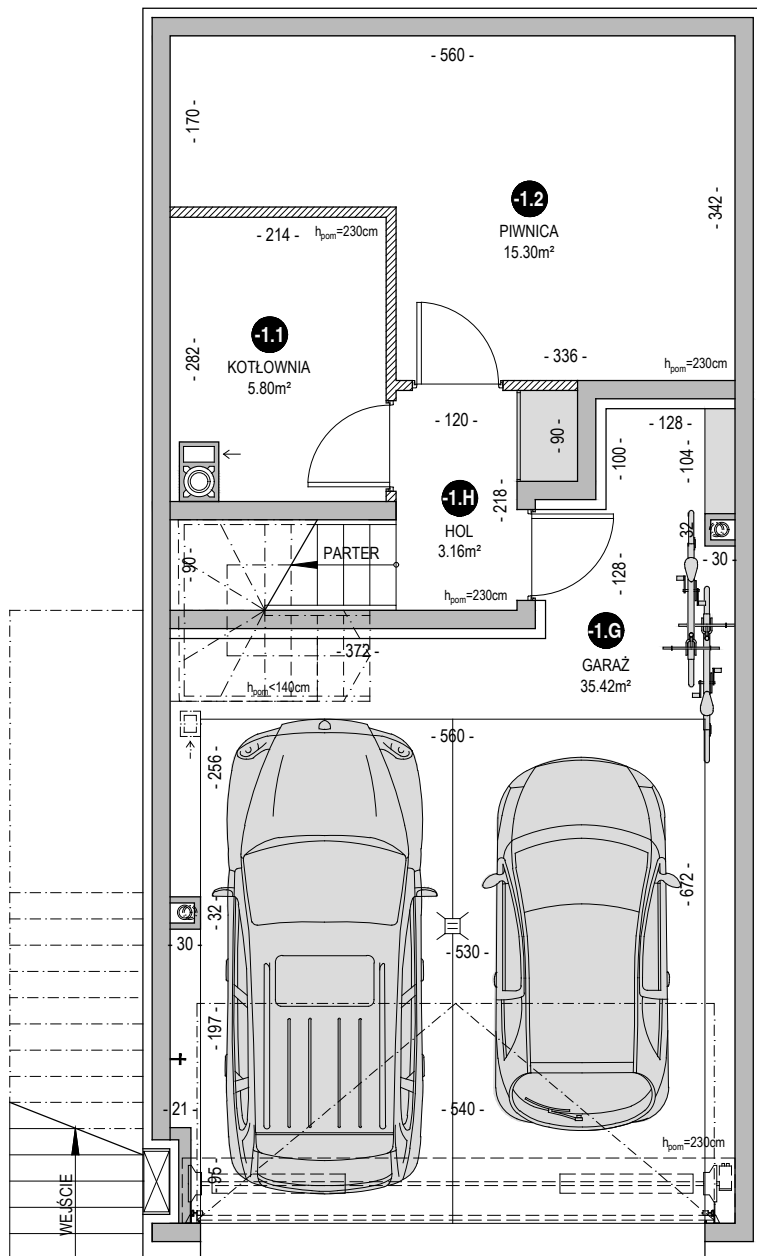 - 560 -
- 170 -
-1.2
PIWNICA
15.30m²
- 342 -
- 214 -
hpom=230cm
-1.1
KOTŁOWNIA
5.80m²
- 282 -
- 336 -
hpom=230cm
- 120 -
- 90 -
- 128 -
- 100 -
- 104 -
-1.H
HOL
3.16m²
- 218 -
32
- 30 -
PARTER
- 90 -
- 128 -
hpom=230cm
-1.G
GARAŻ
35.42m²
- 372 -
hpom<140cm
- 560 -
- 256 -
- 672 -
- 32 -
- 30 -
- 530 -
- 197 -
- 21 -
- 540 -
hpom=230cm
- 95 -
WEJŚCIE